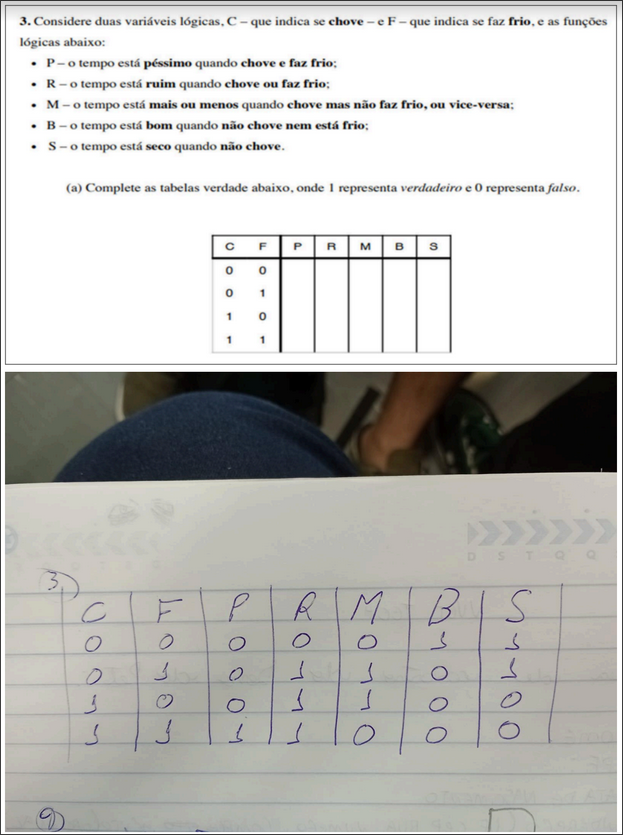 3. Considere duas variáveis lógicas, C – que indica se chove – e F – que indica se faz frio, e as funções
lógicas abaixo:
• P – o tempo está péssimo quando chove e faz frio;
• R – o tempo está ruim quando chove ou faz frio;
• M – o tempo está mais ou menos quando chove mas não faz frio, ou vice-versa;
• B – o tempo está bom quando não chove nem está frio;
• S – o tempo está seco quando não chove.
(a) Complete as tabelas verdade abaixo, onde 1 representa verdadeiro e 0 representa falso.
C F P R M B S
0 0
0 1
1 0
1 1
D S T Q Q
3)
C F P R M B S
0 0 0 0 0 1 1
0 1 0 1 1 0 1
1 0 0 1 1 0 0
1 1 1 1 0 0 0